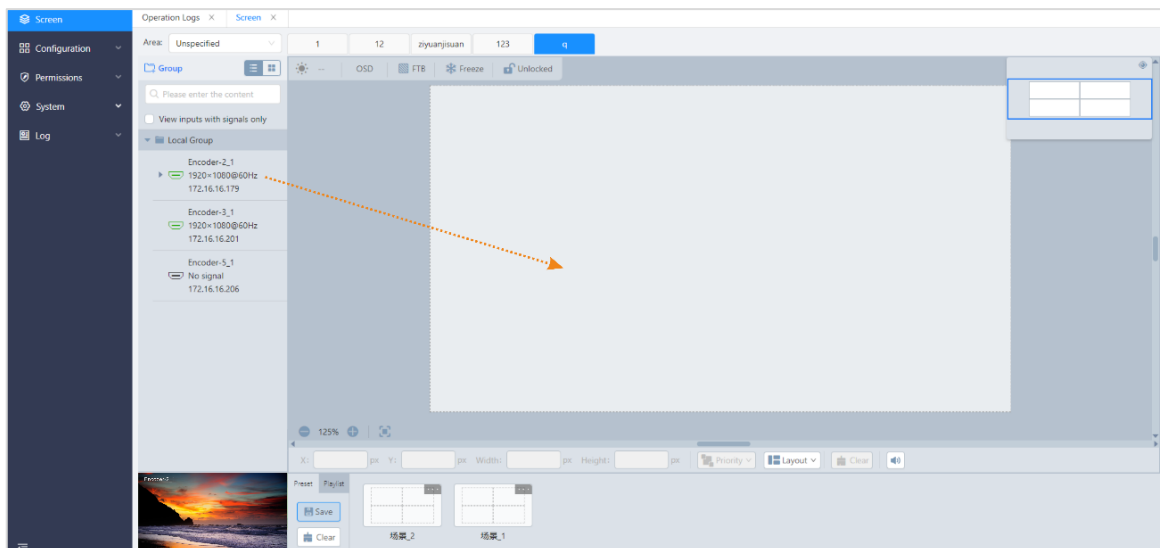 Screen
Configuration
Permissions
System
Log
Operation Logs X Screen X
Area: Unspecified
Group
Please enter the content
View inputs with signals only
Local Group
Encoder-2_1
1920×1080@60Hz
172.16.16.179
Encoder-3_1
1920×1080@60Hz
172.16.16.201
Encoder-5_1
No signal
172.16.16.206
1 12 ziyuanjisuan 123 q
-- OSD FTB Freeze Unlocked
125%
X: px Y: px Width: px Height: px Priority Layout Clear
Encoder-2
Preset Playlist
Save
Clear
场景_2 场景_1